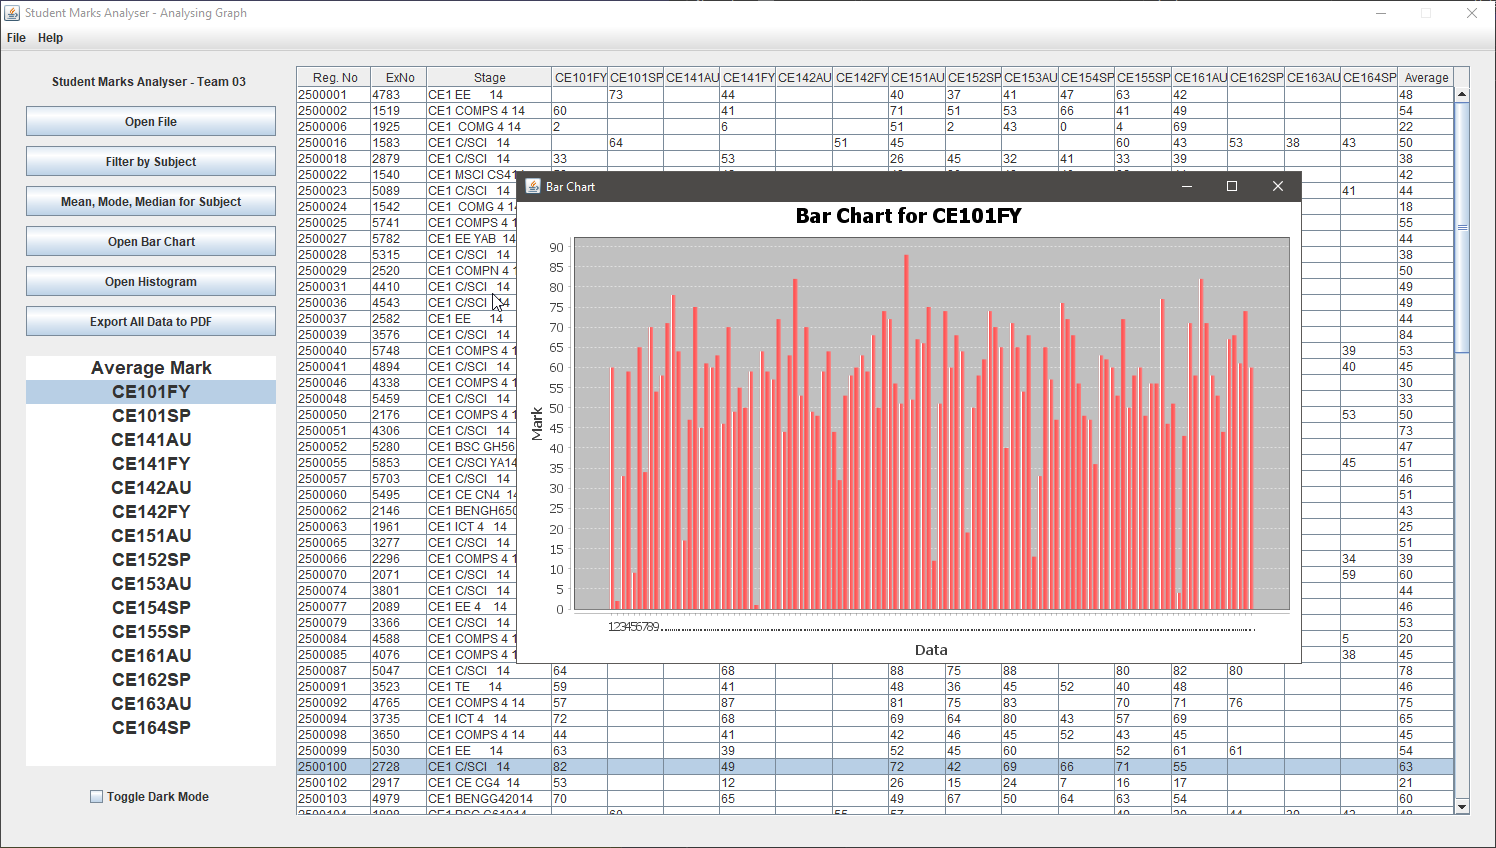 Student Marks Analyser - Analysing Graph
File Help
Student Marks Analyser - Team 03
Open File
Filter by Subject
Mean, Mode, Median for Subject
Open Bar Chart
Open Histogram
Export All Data to PDF
Average Mark
CE101FY
CE101SP
CE141AU
CE141FY
CE142AU
CE142FY
CE151AU
CE152SP
CE153AU
CE154SP
CE155SP
CE161AU
CE162SP
CE163AU
CE164SP
Toggle Dark Mode
Reg. No ExNo Stage CE101FY CE101SP CE141AU CE141FY CE142AU CE142FY CE151AU CE152SP CE153AU CE154SP CE155SP CE161AU CE162SP CE163AU CE164SP Average
2500001 4783 CE1 EE 14 73 44 40 37 41 47 63 42 48
2500002 1519 CE1 COMPS 4 14 60 41 71 51 53 66 41 49 54
2500006 1925 CE1 COMG 4 14 2 6 51 2 43 0 4 69 22
2500016 1583 CE1 C/SCI 14 64 51 45 60 43 53 38 43 50
2500018 2879 CE1 C/SCI 14 33 53 26 45 32 41 33 39 38
2500022 1540 CE1 MSCI CS41 42
2500023 5089 CE1 C/SCI 14 41 44
2500024 1542 CE1 COMG 4 14 18
2500025 5741 CE1 COMPS 4 1 55
2500027 5782 CE1 EE YAB 14 44
2500028 5315 CE1 C/SCI 14 38
2500029 2520 CE1 COMPN 4 1 50
2500031 4410 CE1 C/SCI 14 49
2500036 4543 CE1 C/SCI 14 49
2500037 2582 CE1 EE 14 44
2500039 3576 CE1 C/SCI 14 84
2500040 5748 CE1 COMPS 4 1 39 53
2500041 4894 CE1 C/SCI 14 40 45
2500046 4338 CE1 COMPS 4 1 30
2500048 5459 CE1 C/SCI 14 33
2500050 2176 CE1 COMPS 4 1 53 50
2500051 4306 CE1 C/SCI 14 73
2500052 5280 CE1 BSC GH56 47
2500055 5853 CE1 C/SCI YA14 45 51
2500057 5703 CE1 C/SCI 14 46
2500060 5495 CE1 CE CN4 14 51
2500062 2146 CE1 BENGH650 43
2500063 1961 CE1 ICT 4 14 25
2500065 3277 CE1 C/SCI 14 51
2500066 2296 CE1 COMPS 4 1 34 39
2500070 2071 CE1 C/SCI 14 59 60
2500074 3801 CE1 C/SCI 14 44
2500077 2089 CE1 EE 4 14 46
2500079 3366 CE1 C/SCI 14 53
2500084 4588 CE1 COMPS 4 1 5 20
2500085 4076 CE1 COMPS 4 1 38 45
2500087 5047 CE1 C/SCI 14 64 68 88 75 88 80 82 80 78
2500091 3523 CE1 TE 14 59 41 48 36 45 52 40 48 46
2500092 4765 CE1 COMPS 4 14 57 87 81 75 83 70 71 76 75
2500094 3735 CE1 ICT 4 14 72 68 69 64 80 43 57 69 65
2500098 3650 CE1 COMPS 4 14 44 41 42 46 45 52 43 45 45
2500099 5030 CE1 EE 14 63 39 52 45 60 52 61 61 54
2500100 2728 CE1 C/SCI 14 82 49 72 42 69 66 71 55 63
2500102 2917 CE1 CE CG4 14 53 12 26 15 24 7 16 17 21
2500103 4979 CE1 BENGG42014 70 65 49 67 50 64 63 54 60
Bar Chart
Bar Chart for CE101FY
90
85
80
75
70
65
60
55
50
45
40
35
30
25
20
15
10
5
0
Mark
123456789
Data